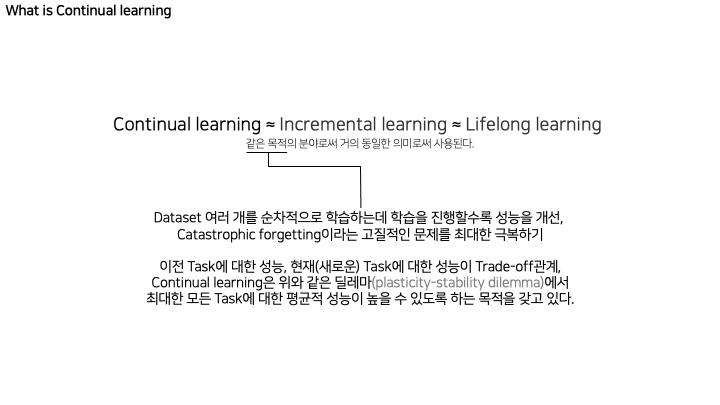 What is Continual learning
Continual learning ≈ Incremental learning ≈ Lifelong learning
같은 목적의 분야로써 거의 동일한 의미로써 사용된다.
Dataset 여러 개를 순차적으로 학습하는데 학습을 진행할수록 성능을 개선,
Catastrophic forgetting이라는 고질적인 문제를 최대한 극복하기
이전 Task에 대한 성능, 현재(새로운) Task에 대한 성능이 Trade-off관계,
Continual learning은 위와 같은 딜레마(plasticity-stability dilemma)에서
최대한 모든 Task에 대한 평균적 성능이 높을 수 있도록 하는 목적을 갖고 있다.